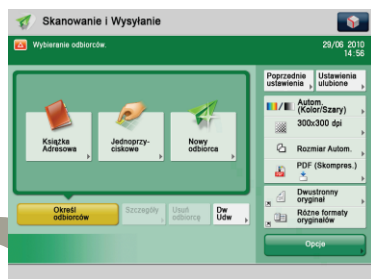 Skanowanie i Wysyłanie
Wybieranie odbiorców.
29/06 2010
14:56
Poprzednie
ustawienia
Ustawienia
ulubione
Książka
Adresowa
Jednoprzy-
ciskowe
Nowy
odbiorca
Autom.
(Kolor/Szary)
300x300 dpi
Rozmiar Autom.
PDF (Skompres.)
Dwustronny
oryginał
Różne formaty
oryginałów
Określ
odbiorców
Szczegóły
Usuń
odbiorcę
Dw
Udw
Opcje